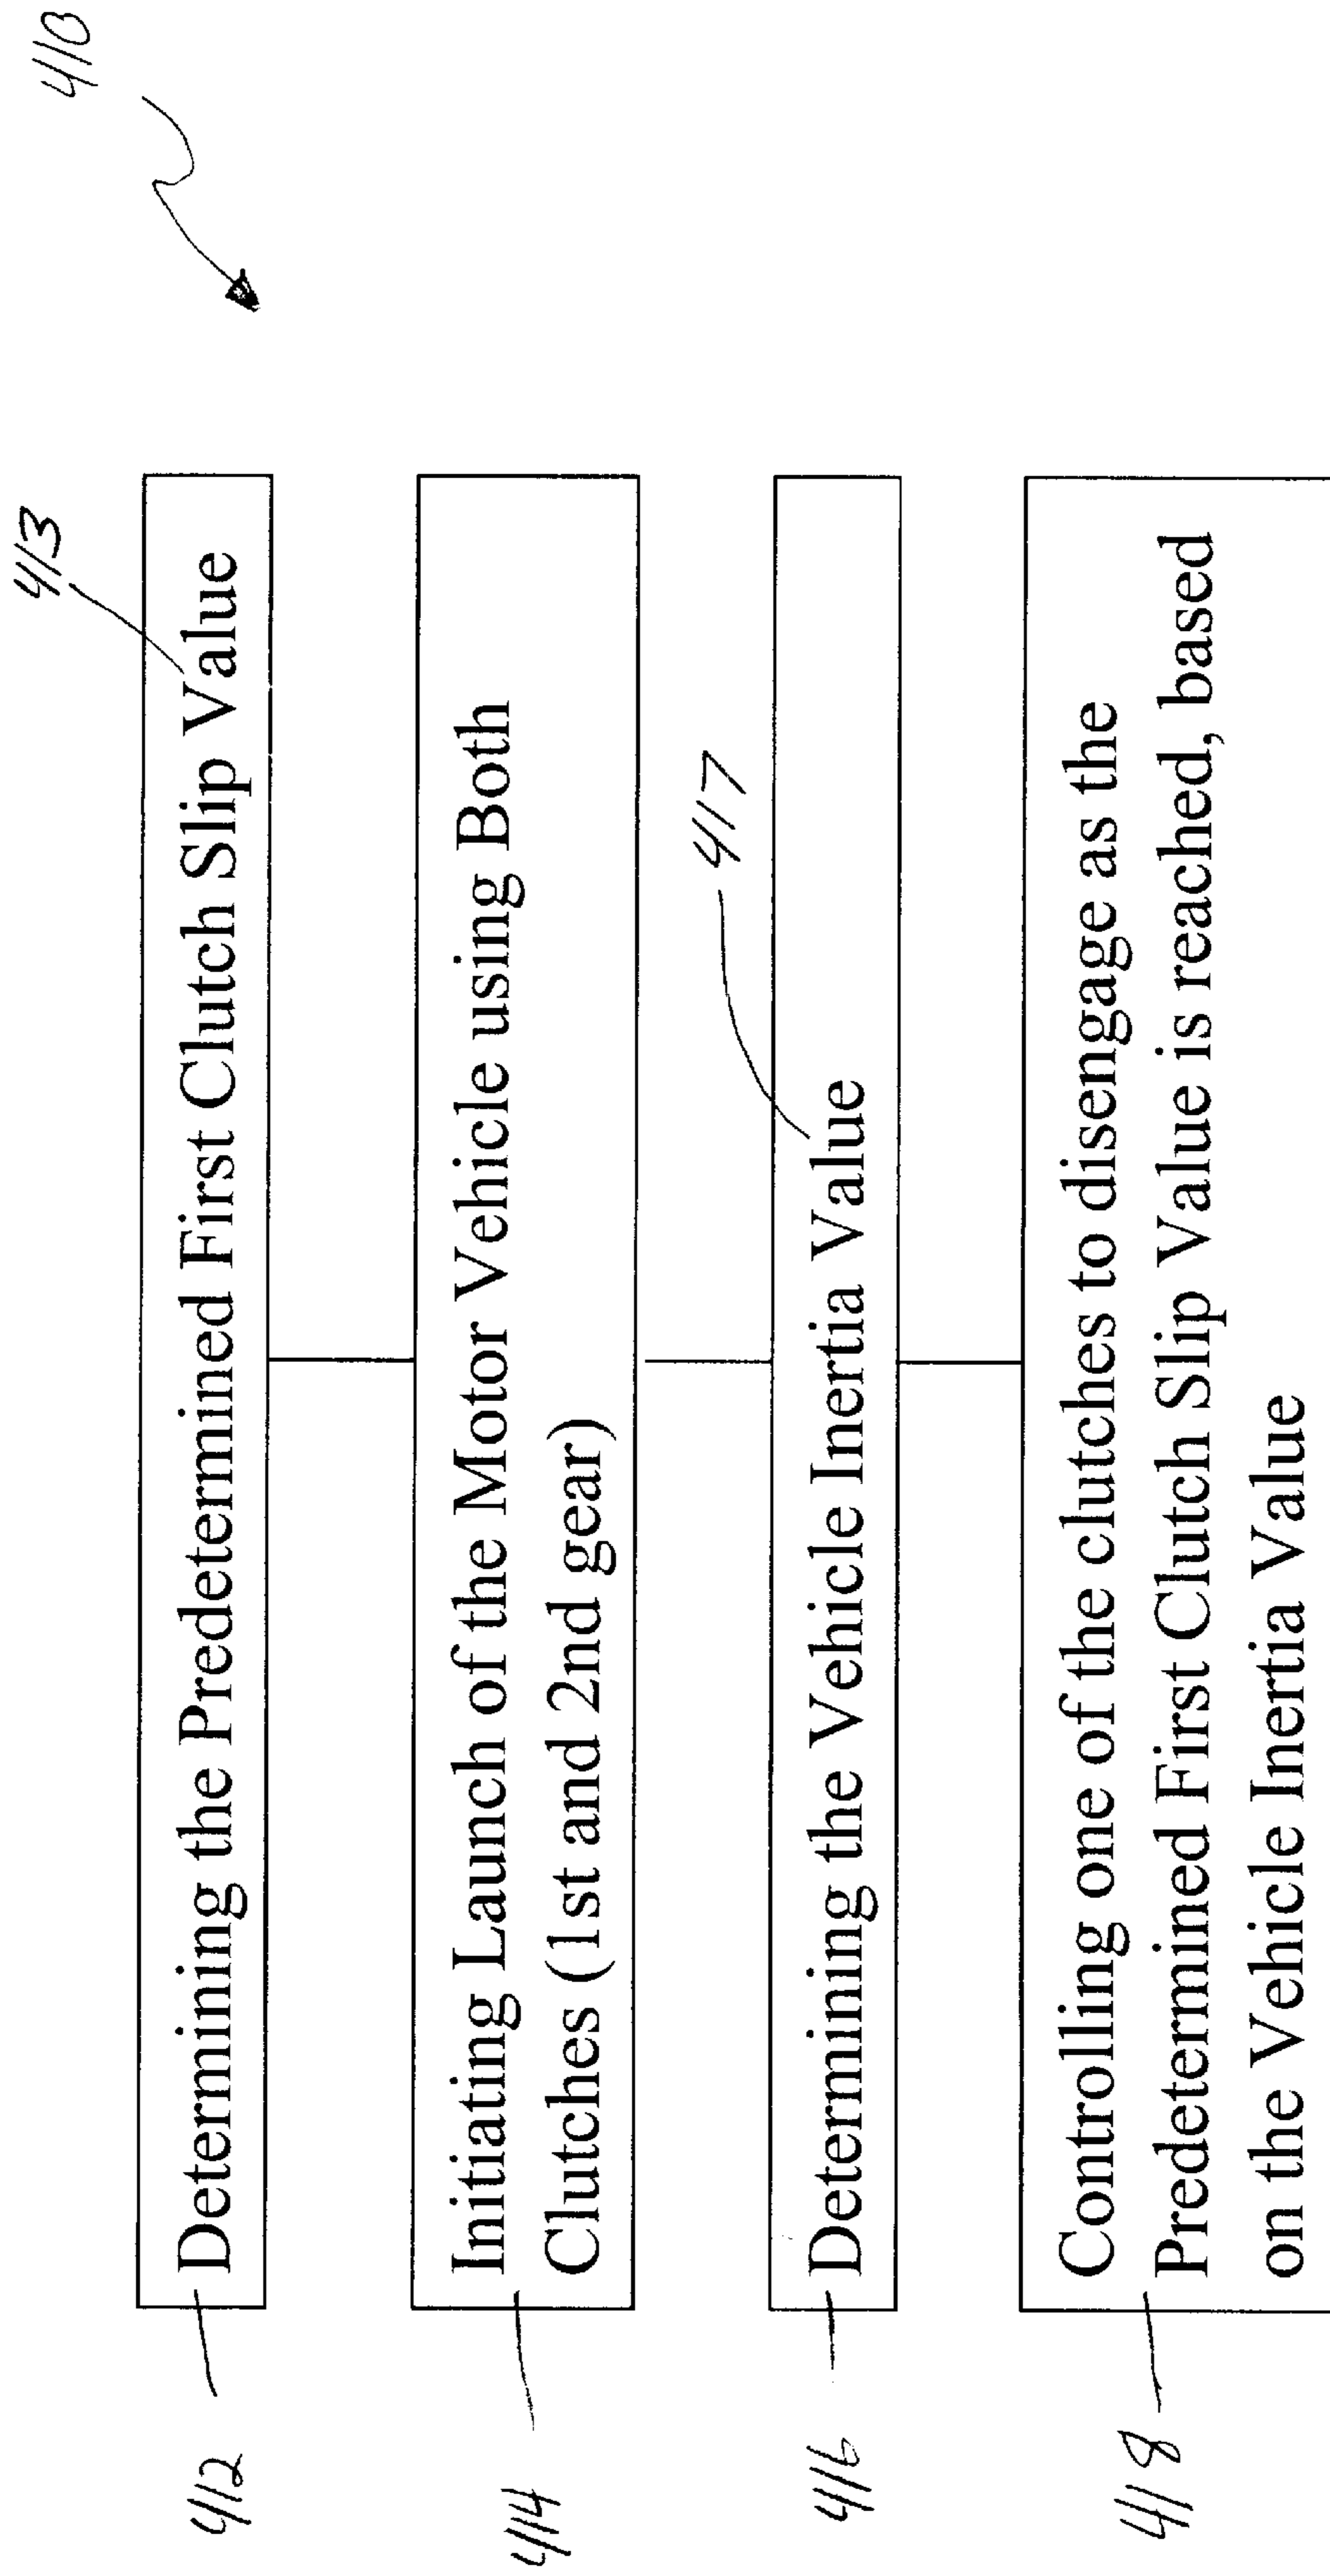 410
413
412
Determining the Predetermined First Clutch Slip Value
414
Initiating Launch of the Motor Vehicle using Both
Clutches (1st and 2nd gear)
417
416
Determining the Vehicle Inertia Value
418
Controlling one of the clutches to disengage as the
Predetermined First Clutch Slip Value is reached, based
on the Vehicle Inertia Value